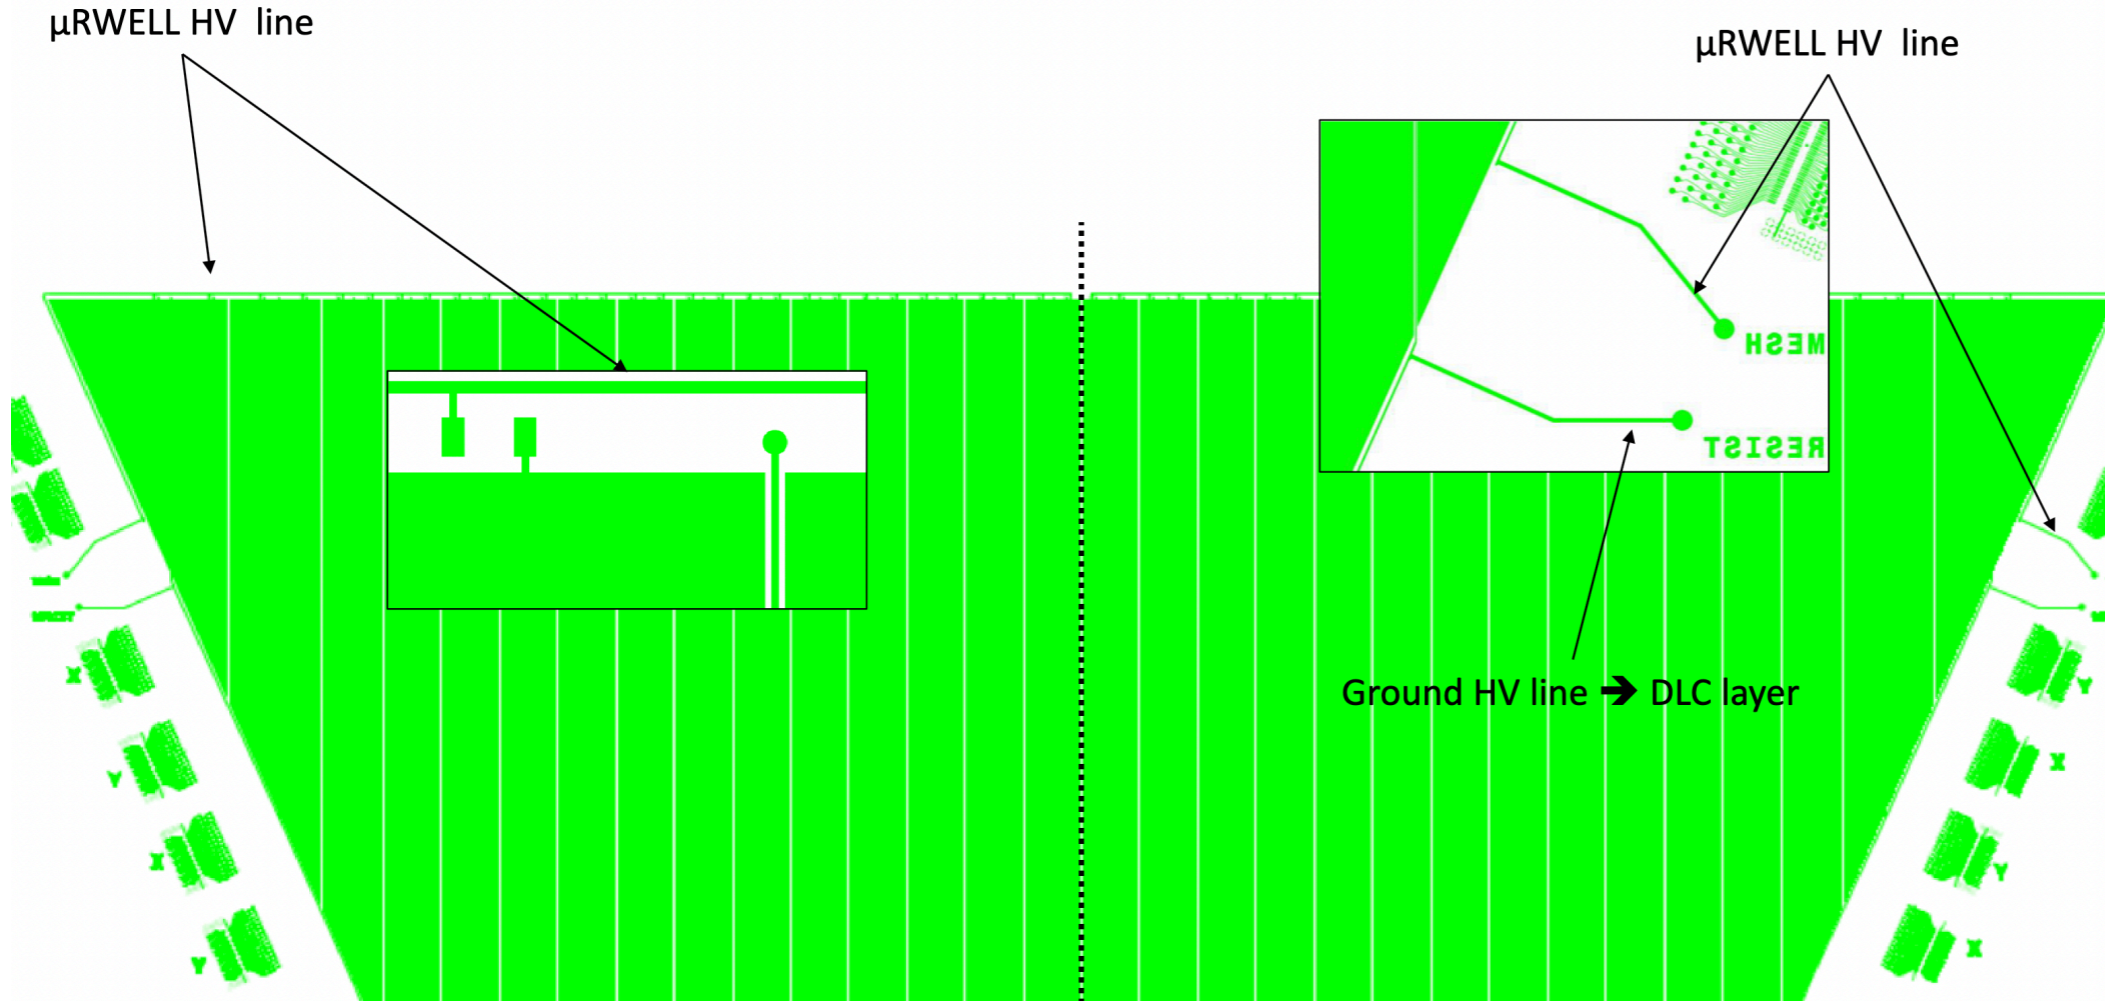 μRWELL HV line
μRWELL HV line
MESH
RESIST
X
Y
X
Y
Y
X
Y
X
Ground HV line ➔ DLC layer